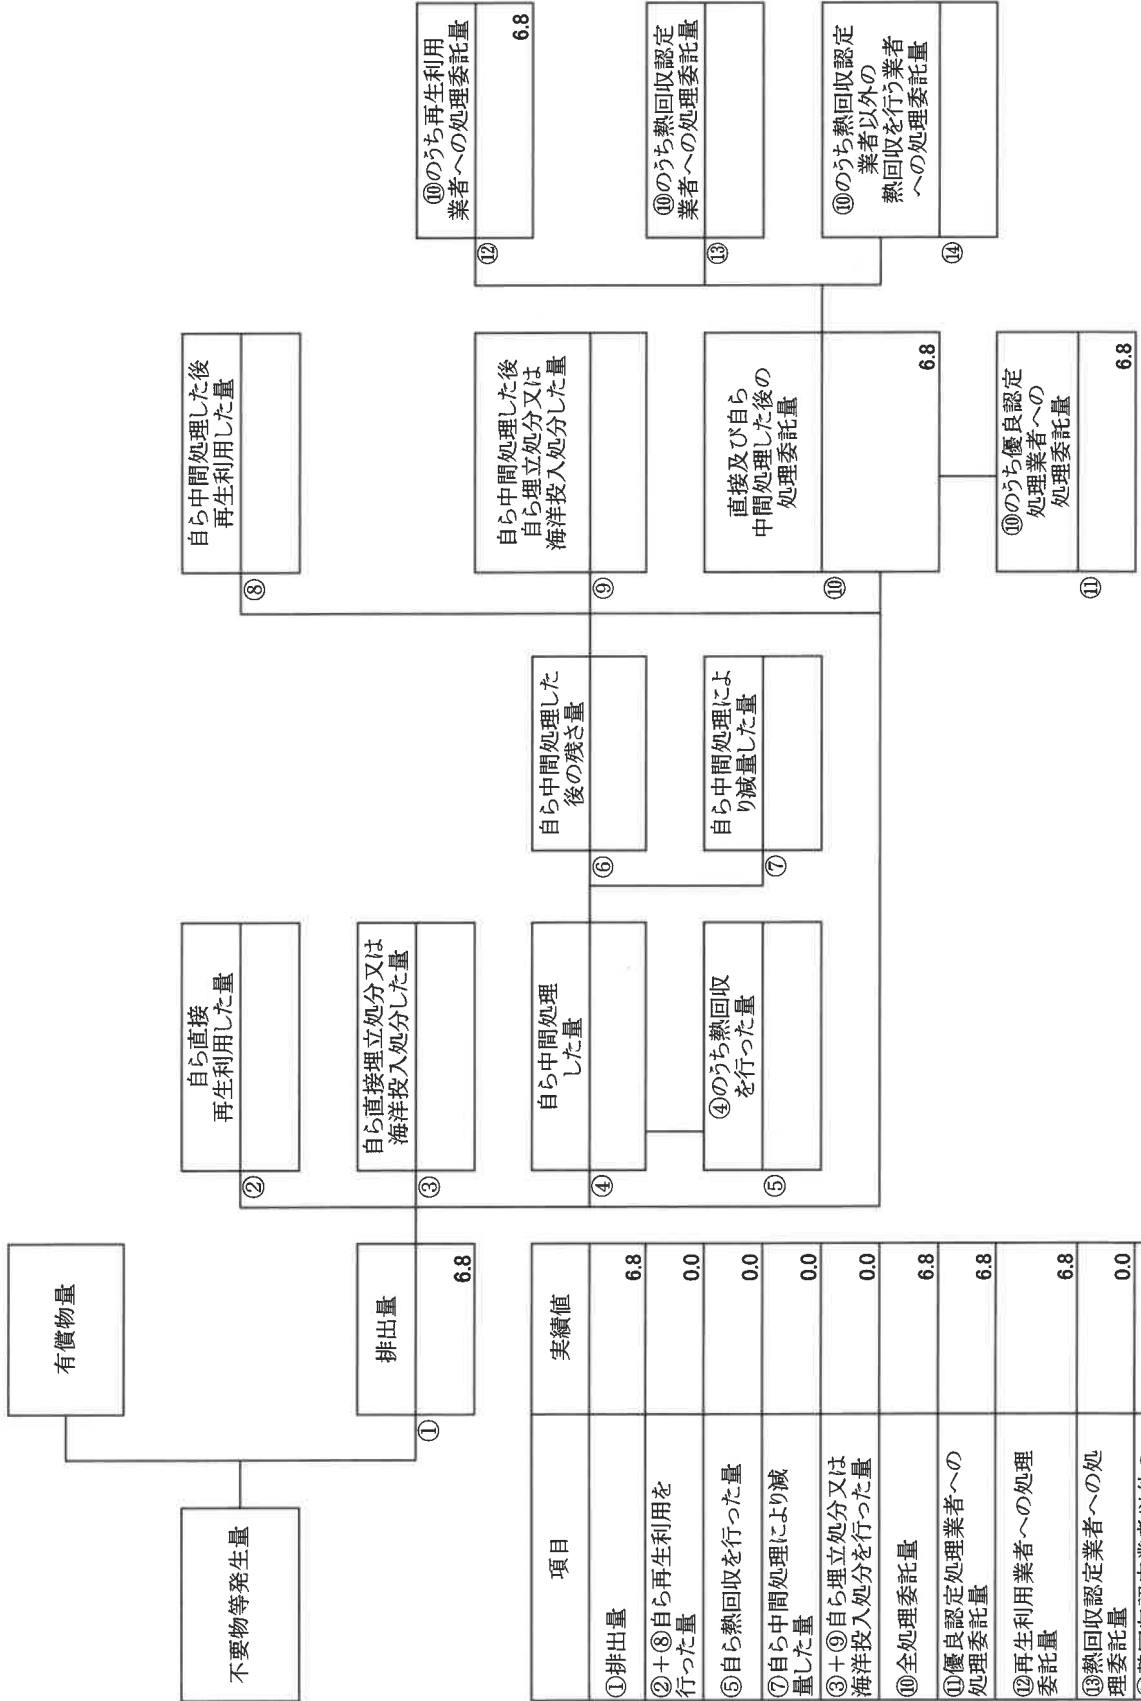 不要物等発生量
有償物量
排出量
①
6.8
自ら直接
再生利用した量
②
自ら直接埋立処分又は
海洋投入処分した量
③
自ら中間処理
した量
④
④のうち熱回収
を行った量
⑤
自ら中間処理した
後の残さ量
⑥
自ら中間処理によ
り減量した量
⑦
自ら中間処理した後
再生利用した量
⑧
自ら中間処理した後
自ら埋立処分又は
海洋投入処分した量
⑨
直接及び自ら
中間処理した後の
処理委託量
⑩
6.8
⑩のうち優良認定
処理業者への
処理委託量
⑪
6.8
⑩のうち再生利用
業者への処理委託量
⑫
6.8
⑩のうち熱回収認定
業者への処理委託量
⑬
⑩のうち熱回収認定
業者以外の
熱回収を行う業者
への処理委託量
⑭
項目 実績値
①排出量 6.8
②+⑧自ら再生利用を
行った量 0.0
⑤自ら熱回収を行った量 0.0
⑦自ら中間処理により減
量した量 0.0
③+⑨自ら埋立処分又は
海洋投入処分を行った量 0.0
⑩全処理委託量 6.8
⑪優良認定処理業者への
処理委託量 6.8
⑫再生利用業者への処理
委託量 6.8
⑬熱回収認定業者への処
理委託量 0.0